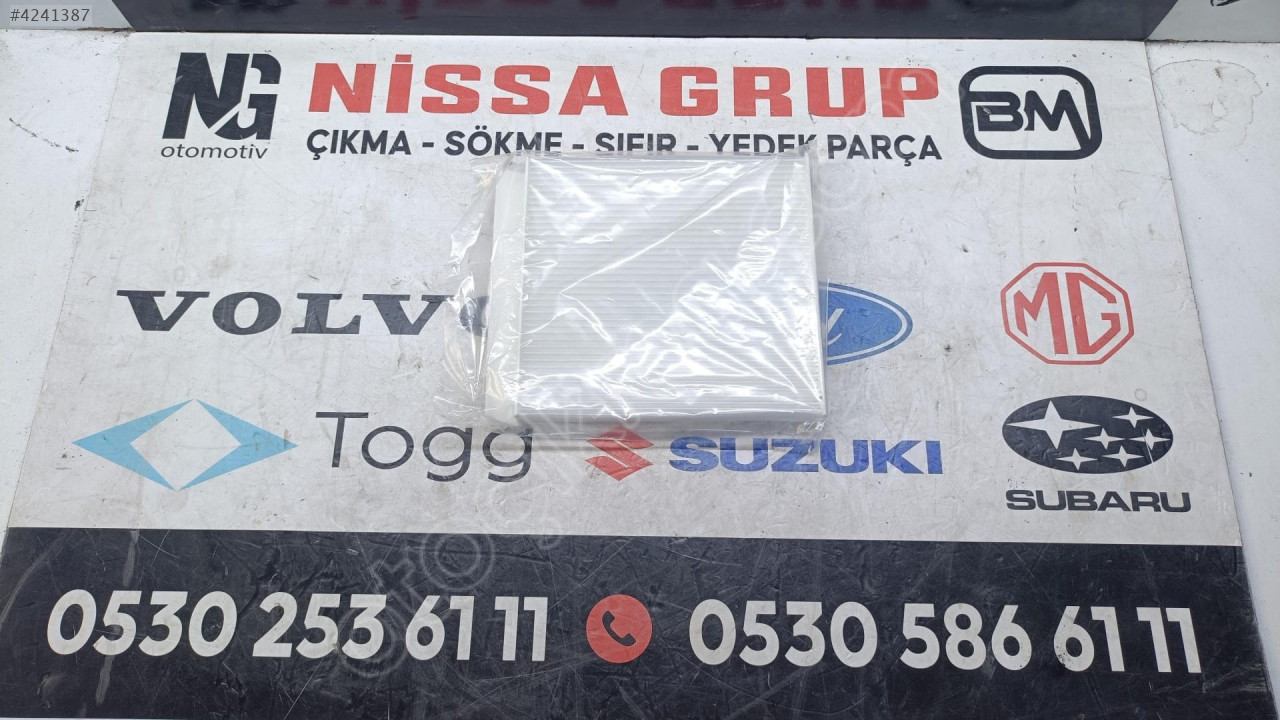 #4241387
NG
otomotiv
NİSSA GRUP
BM
ÇIKMA - SÖKME - SIFIR - YEDEK PARÇA
VOLV
MG
Togg
SUZUKI
SUBARU
0530 253 61 11
0530 586 61 11